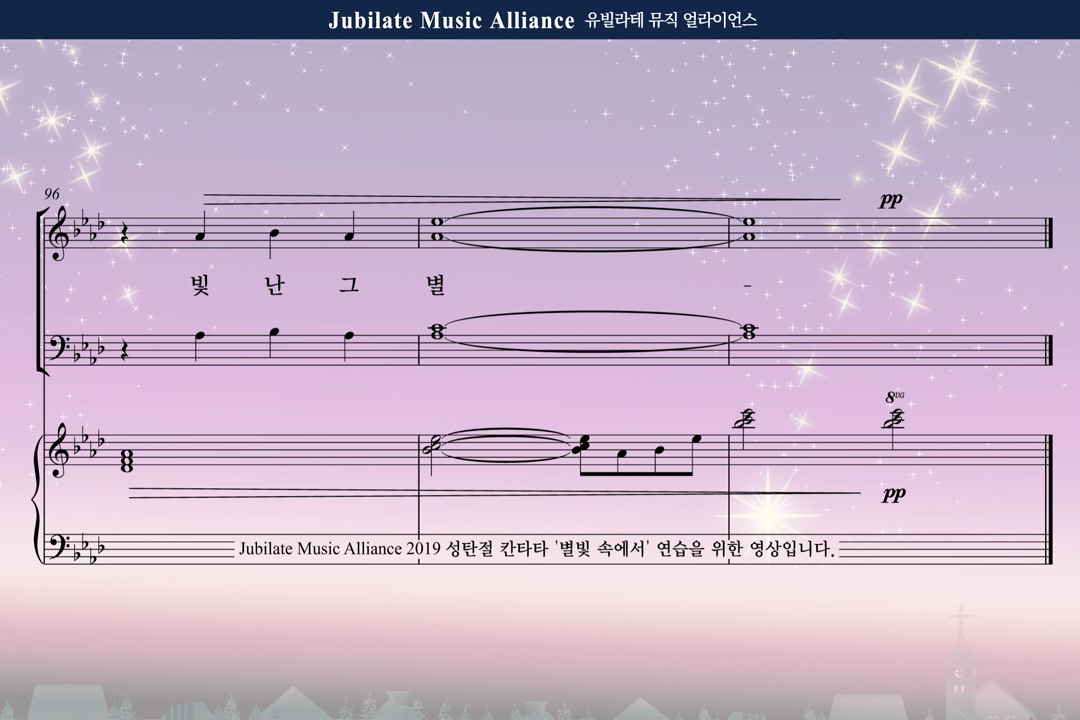 Jubilate Music Alliance 유빌라테 뮤직 얼라이언스
96
pp
빛 난 그 별 -
8va
pp
Jubilate Music Alliance 2019 성탄절 칸타타 '별빛 속에서' 연습을 위한 영상입니다.